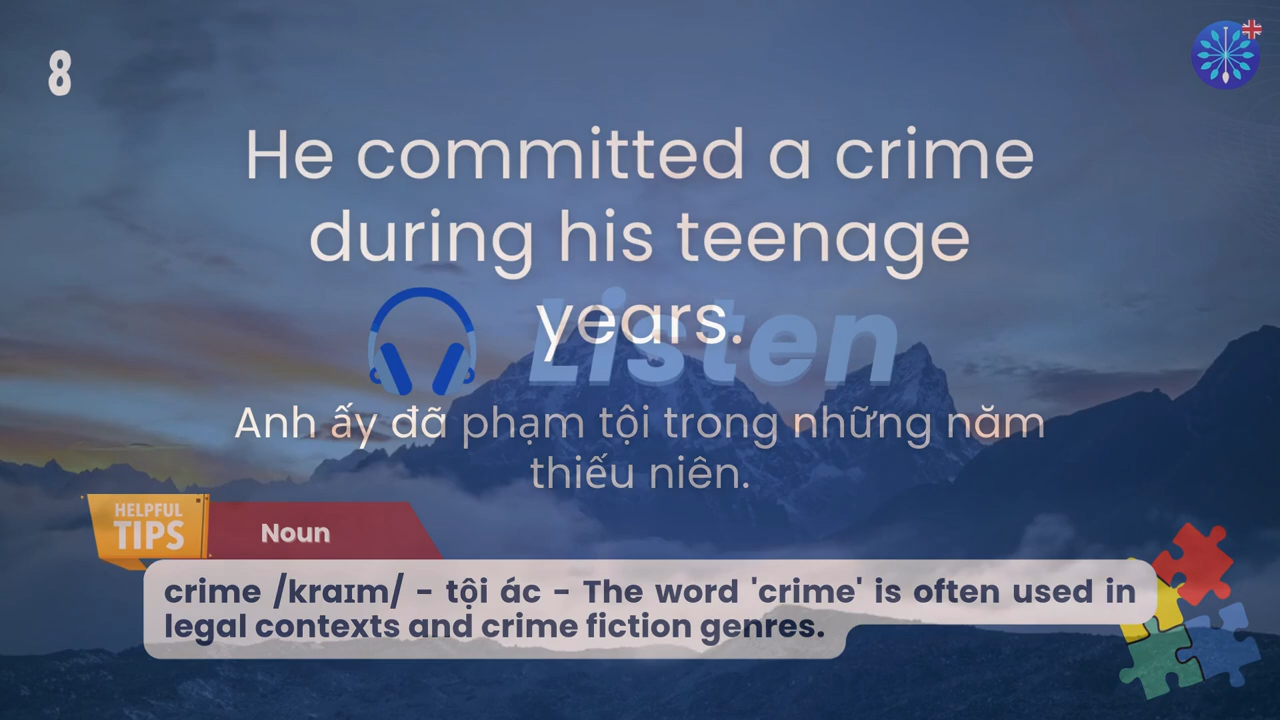 8
He committed a crime
during his teenage
years.
Listen
Anh ấy đã phạm tội trong những năm
thiếu niên.
HELPFUL
TIPS
Noun
crime /kraɪm/ - tội ác - The word 'crime' is often used in
legal contexts and crime fiction genres.